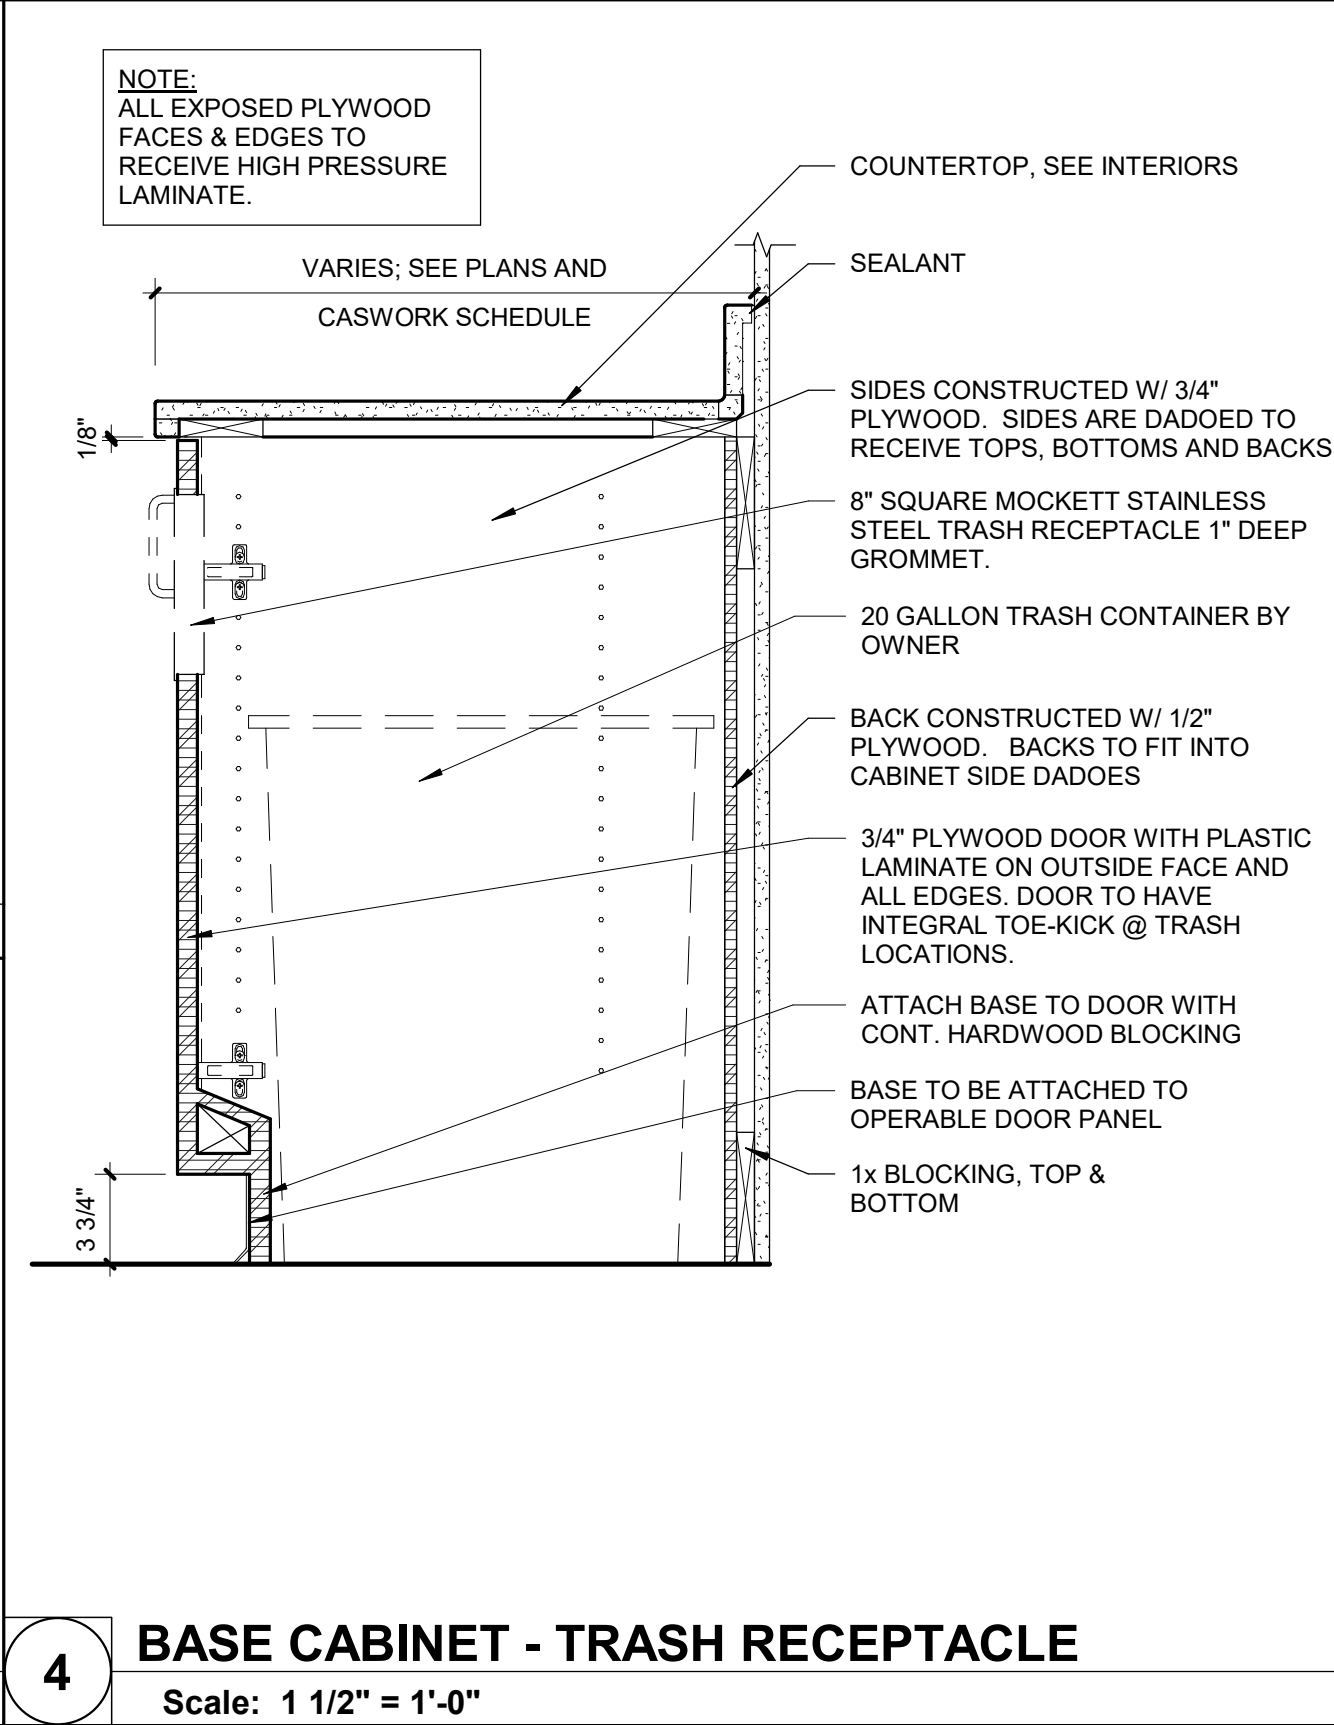 NOTE:
ALL EXPOSED PLYWOOD
FACES & EDGES TO
RECEIVE HIGH PRESSURE
LAMINATE.
COUNTERTOP, SEE INTERIORS
VARIES; SEE PLANS AND
CASWORK SCHEDULE
SEALANT
1/8"
SIDES CONSTRUCTED W/ 3/4"
PLYWOOD. SIDES ARE DADOED TO
RECEIVE TOPS, BOTTOMS AND BACKS
8" SQUARE MOCKETT STAINLESS
STEEL TRASH RECEPTACLE 1" DEEP
GROMMET.
20 GALLON TRASH CONTAINER BY
OWNER
BACK CONSTRUCTED W/ 1/2"
PLYWOOD. BACKS TO FIT INTO
CABINET SIDE DADOES
3/4" PLYWOOD DOOR WITH PLASTIC
LAMINATE ON OUTSIDE FACE AND
ALL EDGES. DOOR TO HAVE
INTEGRAL TOE-KICK @ TRASH
LOCATIONS.
ATTACH BASE TO DOOR WITH
CONT. HARDWOOD BLOCKING
BASE TO BE ATTACHED TO
OPERABLE DOOR PANEL
1x BLOCKING, TOP &
BOTTOM
3 3/4"
4
BASE CABINET - TRASH RECEPTACLE
Scale: 1 1/2" = 1'-0"